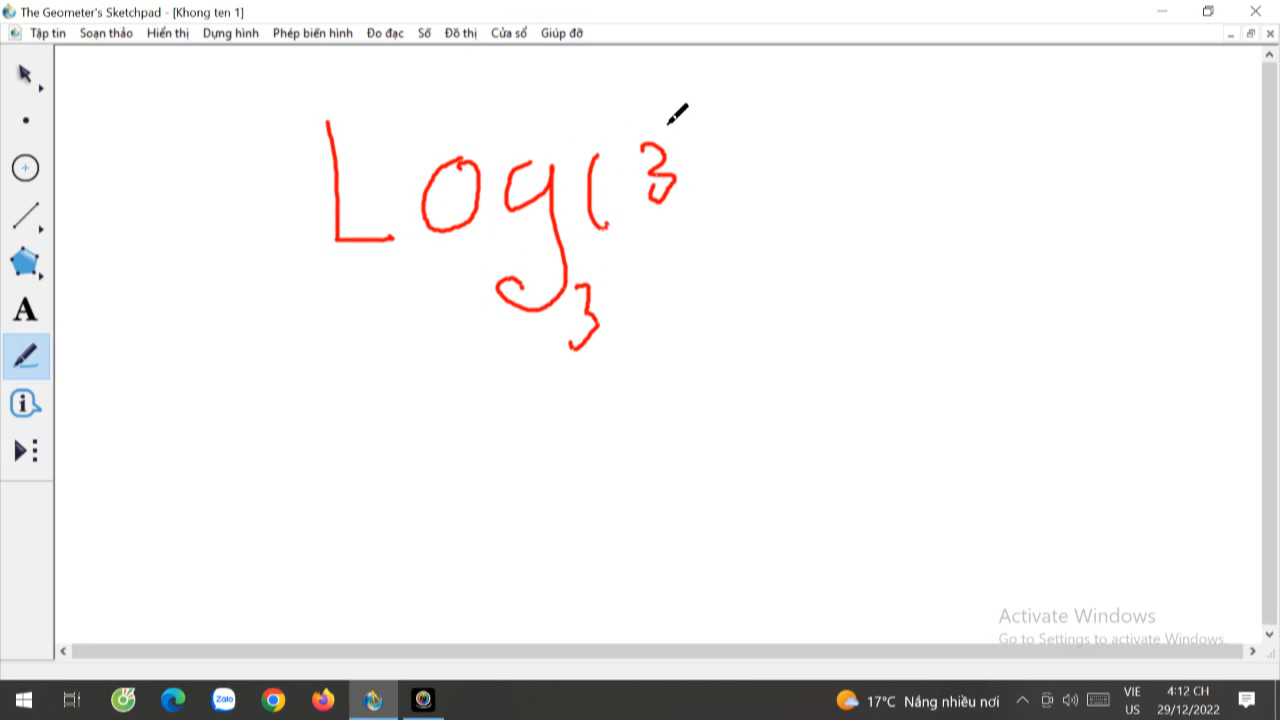 The Geometer's Sketchpad - [Khong ten 1]
Tập tin Soạn thảo Hiển thị Dựng hình Phép biến hình Đo đạc Số Đồ thị Cửa sổ Giúp đỡ
Log₃(3
A
Activate Windows
Go to Settings to activate Windows.
Zalo
17°C Nắng nhiều nơi
VIE
US
4:12 CH
29/12/2022